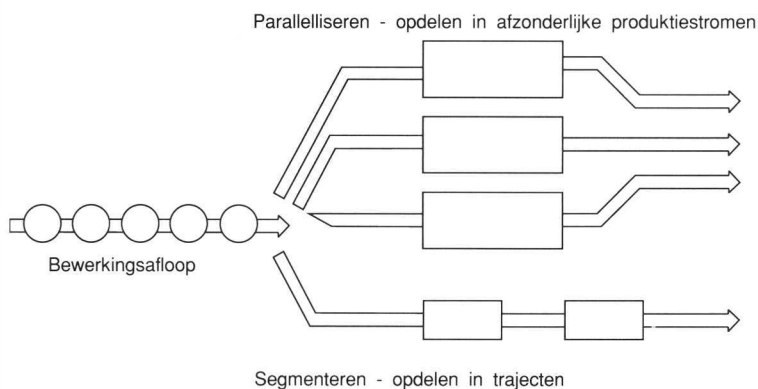 Parallelliseren - opdelen in afzonderlijke produktiestromen
Bewerkingsafloop
Segmenteren - opdelen in trajecten